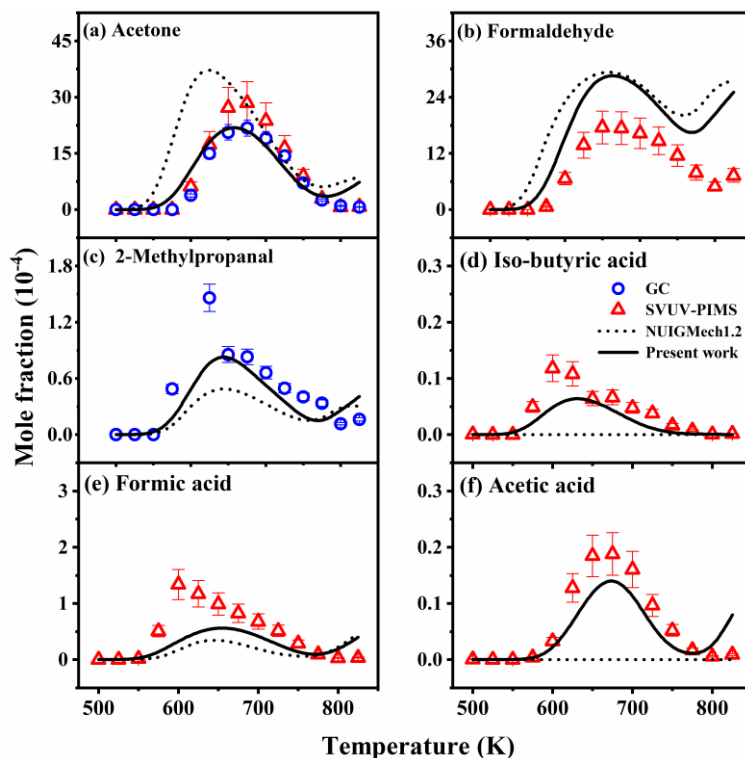 (a) Acetone
45
30
15
0
(b) Formaldehyde
36
24
12
0
(c) 2-Methylpropanal
1.8
1.2
0.6
0.0
(d) Iso-butyric acid
0.3
0.2
0.1
0.0
GC
SVUV-PIMS
NUIGMech1.2
Present work
(e) Formic acid
3
2
1
0
(f) Acetic acid
0.3
0.2
0.1
0.0
500 600 700 800
500 600 700 800
Mole fraction (10⁻⁴)
Temperature (K)